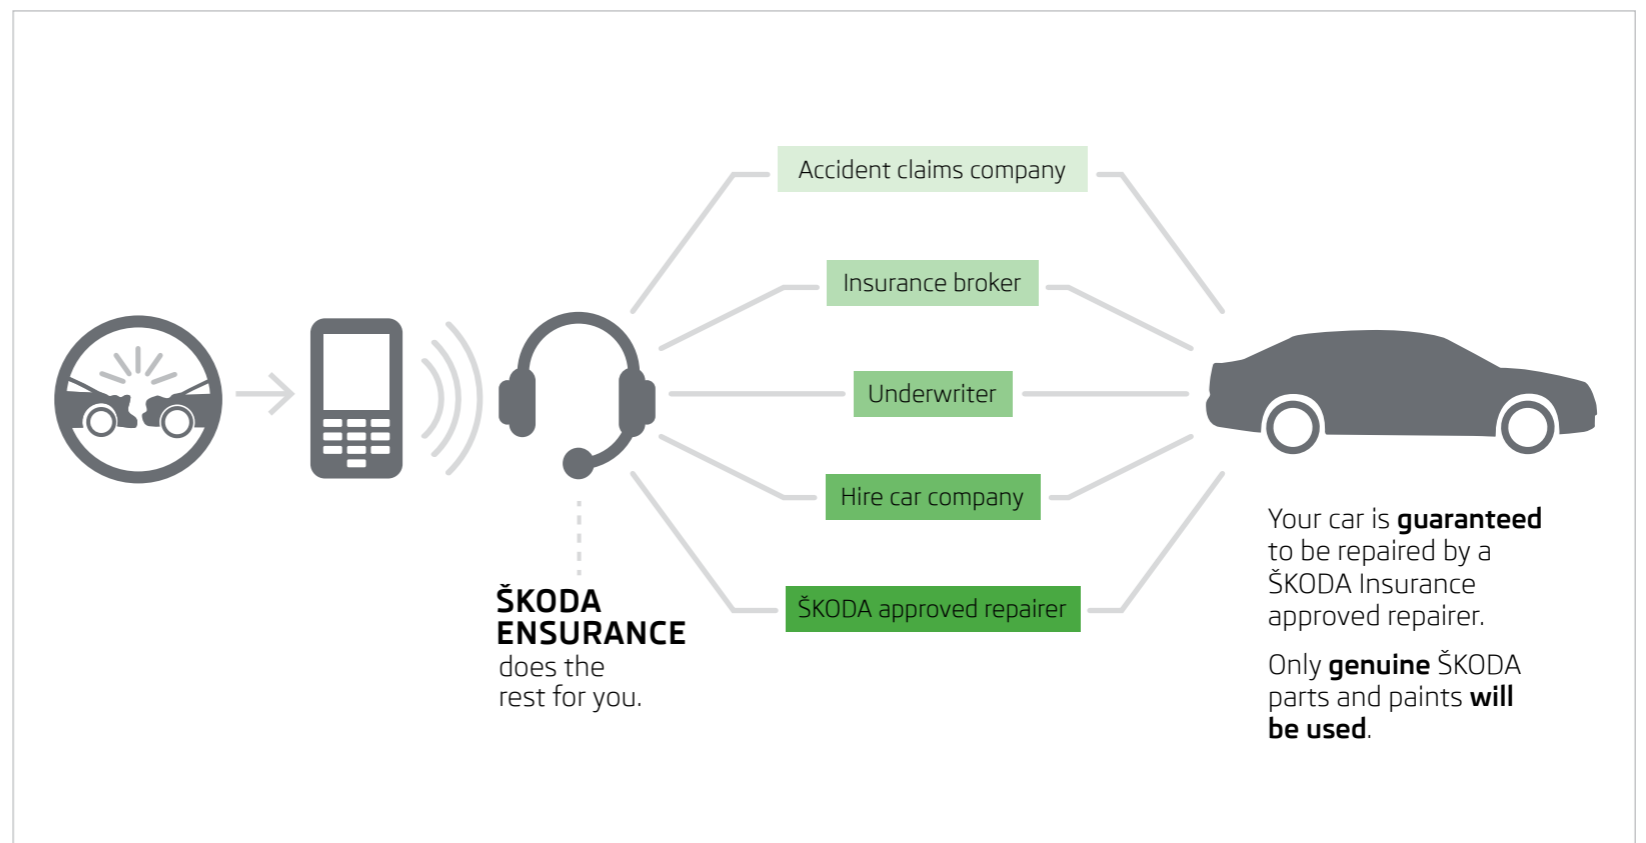 Accident claims company
Insurance broker
Underwriter
Hire car company
ŠKODA approved repairer
ŠKODA
ENSURANCE
does the
rest for you.
Your car is guaranteed
to be repaired by a
ŠKODA Insurance
approved repairer.
Only genuine ŠKODA
parts and paints will
be used.